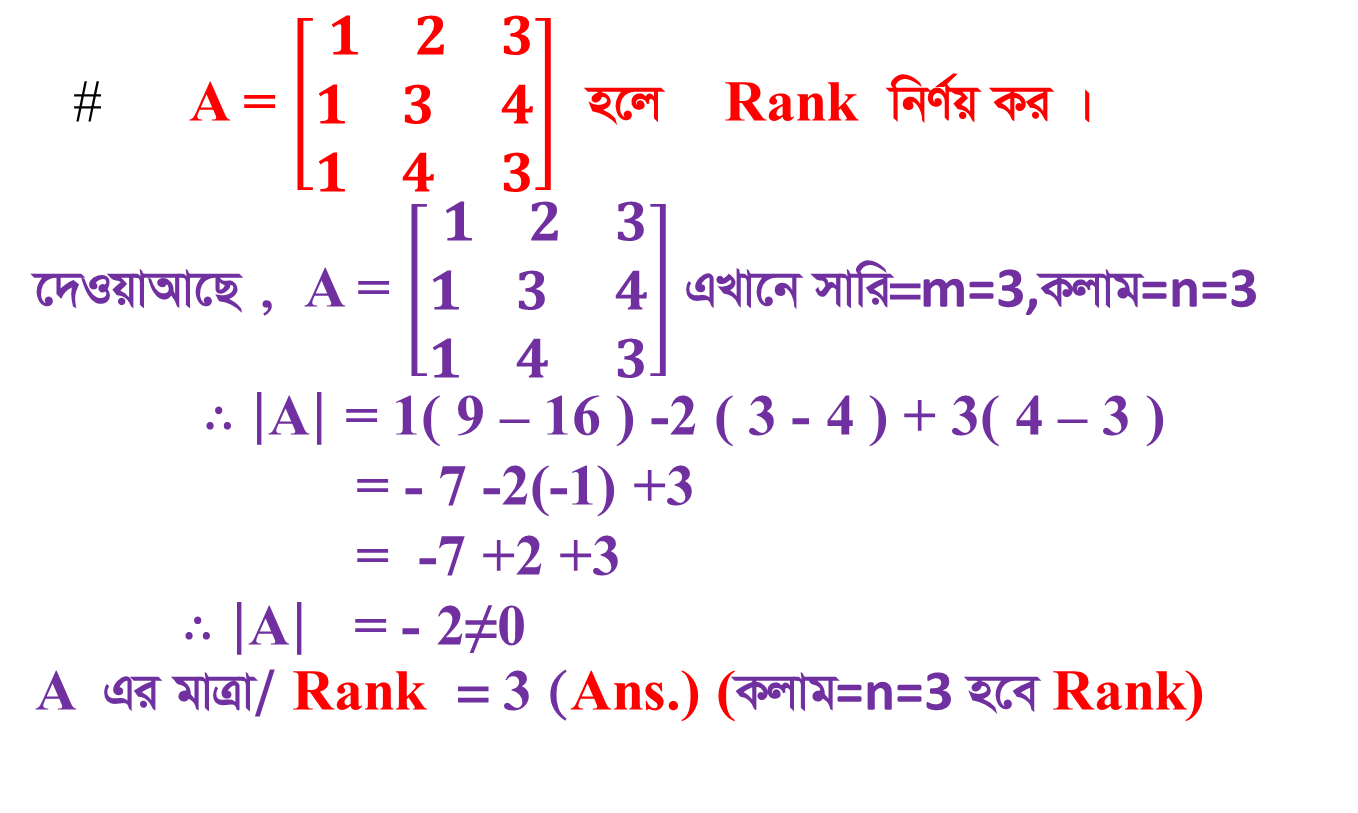 # A = [1 2 3
1 3 4
1 4 3] হলে Rank নির্ণয় কর ।
দেওয়াআছে , A = [1 2 3
1 3 4
1 4 3] এখানে সারি=m=3,কলাম=n=3
∴ |A| = 1( 9 – 16 ) -2 ( 3 - 4 ) + 3( 4 – 3 )
= - 7 -2(-1) +3
= -7 +2 +3
∴ |A| = - 2≠0
A এর মাত্রা/ Rank = 3 (Ans.) (কলাম=n=3 হবে Rank)